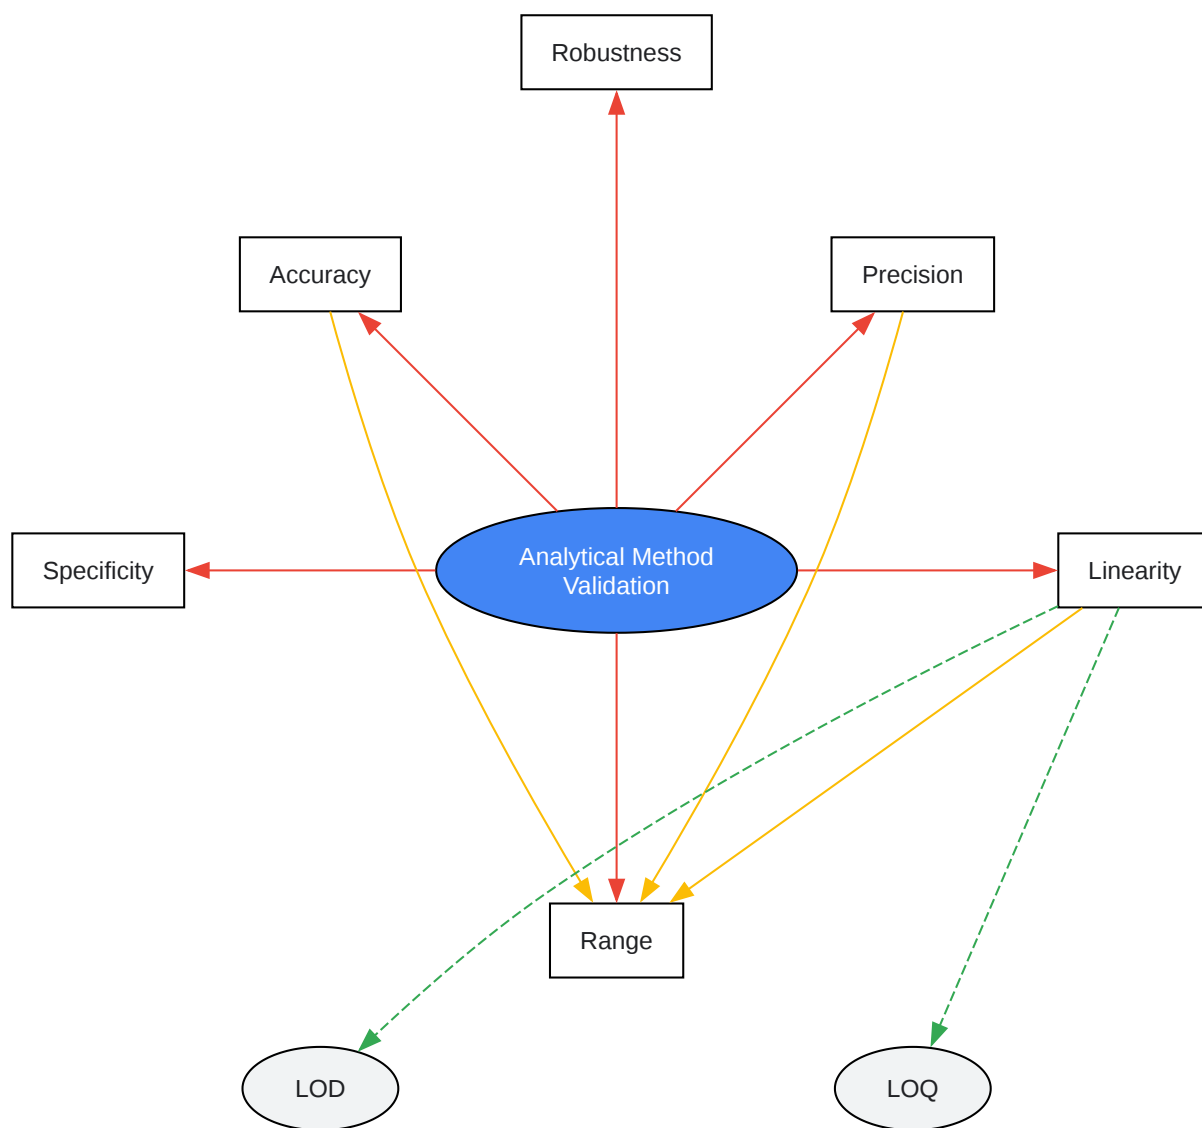 Robustness
Accuracy
Precision
Specificity
Analytical Method
Validation
Linearity
Range
LOD
LOQ